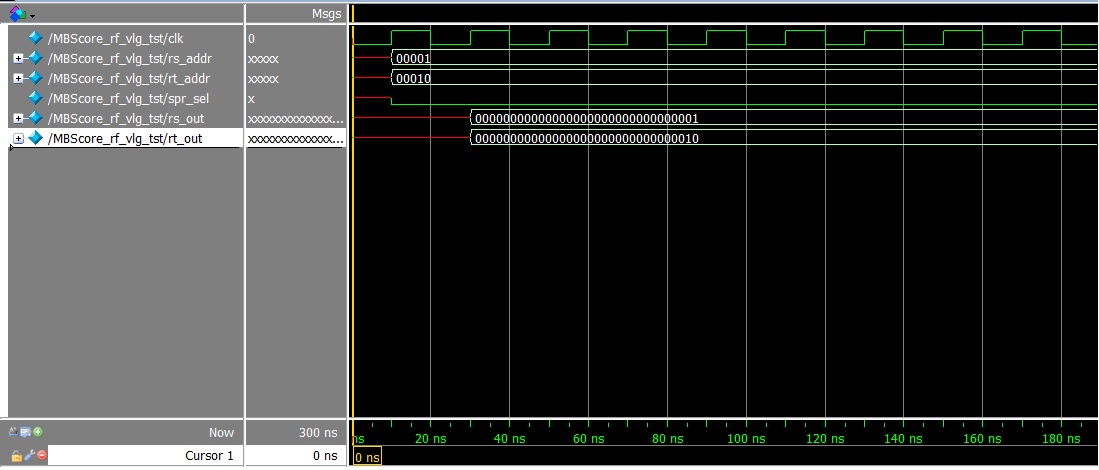 Msgs
/MBScore_rf_vlg_tst/clk 0
/MBScore_rf_vlg_tst/rs_addr xxxxx 00001
/MBScore_rf_vlg_tst/rt_addr xxxxx 00010
/MBScore_rf_vlg_tst/spr_sel x
/MBScore_rf_vlg_tst/rs_out xxxxxxxxxxxxxx... 00000000000000000000000000000001
/MBScore_rf_vlg_tst/rt_out xxxxxxxxxxxxxx... 00000000000000000000000000000010
Now 300 ns ns 20 ns 40 ns 60 ns 80 ns 100 ns 120 ns 140 ns 160 ns 180 ns
Cursor 1 0 ns 0 ns